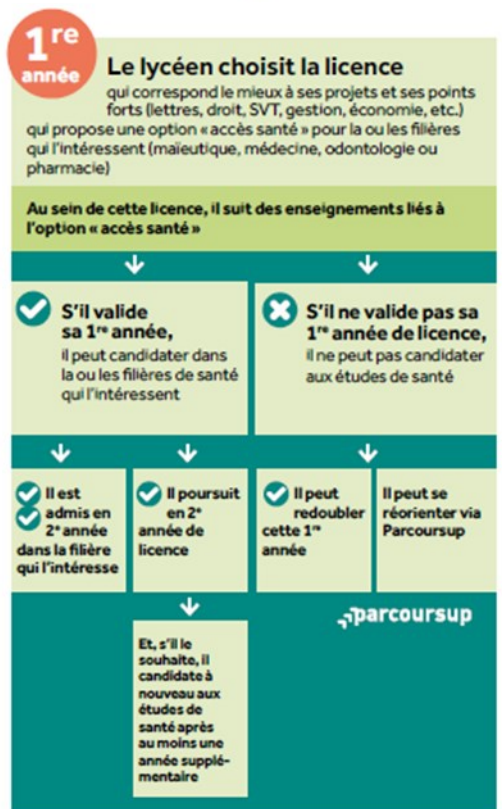 1re
année
Le lycéen choisit la licence
qui correspond le mieux à ses projets et ses points
forts (lettres, droit, SVT, gestion, économie, etc.)
qui propose une option « accès santé » pour la ou les filières
qui l'intéressent (maïeutique, médecine, odontologie ou
pharmacie)
Au sein de cette licence, il suit des enseignements liés à
l'option « accès santé »
S'il valide
sa 1re année,
il peut candidater dans
la ou les filières de santé
qui l'intéressent
S'il ne valide pas sa
1re année de licence,
il ne peut pas candidater
aux études de santé
Il est
admis en
2e année
dans la filière
qui l'intéresse
Il poursuit
en 2e
année de
licence
Il peut
redoubler
cette 1re
année
Il peut se
réorienter via
Parcoursup
parcoursup
Et, s'il le
souhaite, il
candidate à
nouveau aux
études de
santé après
au moins une
année supplé-
mentaire